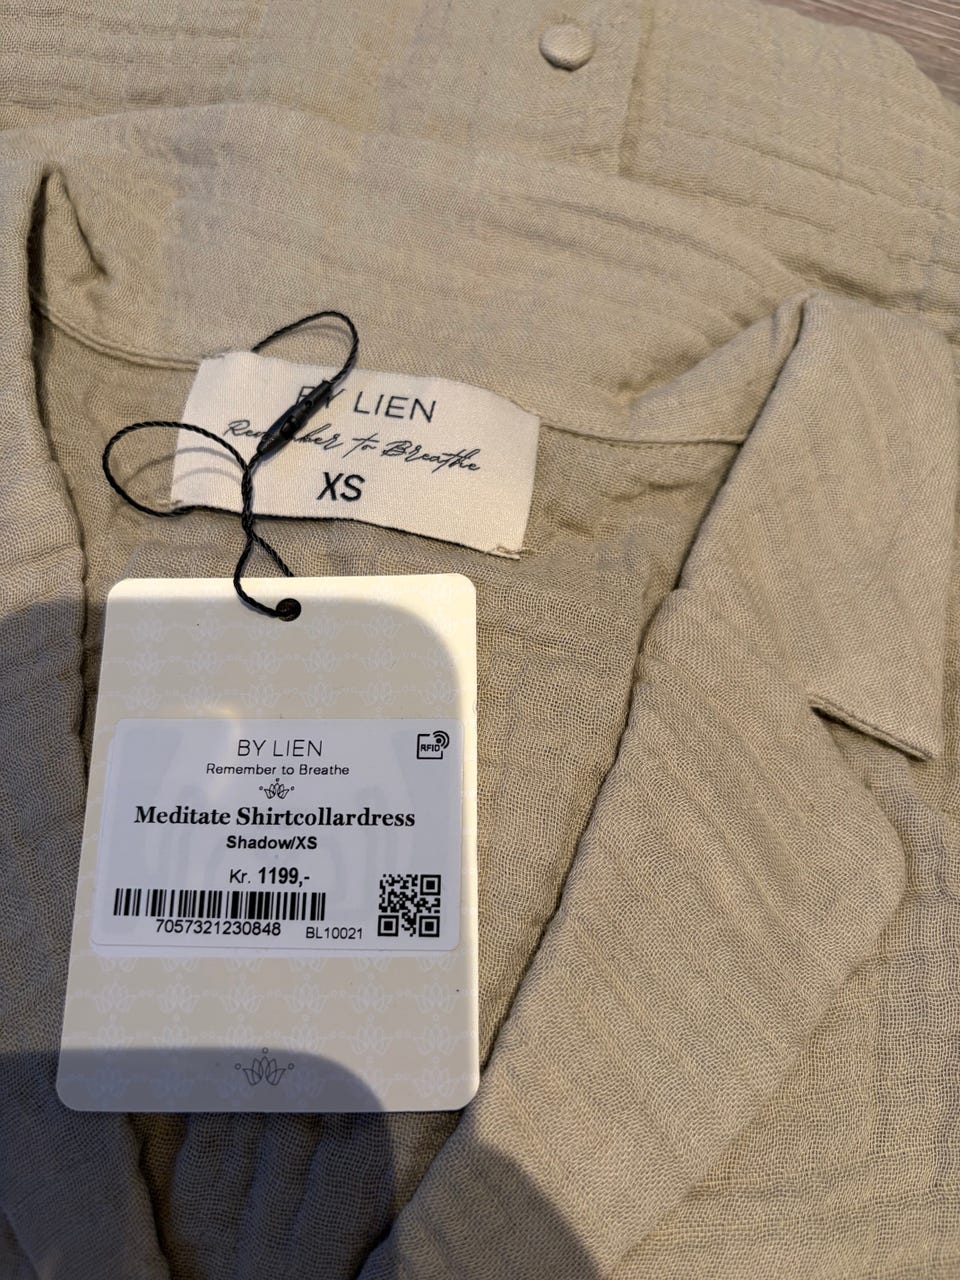 BY LIEN
Remember to Breathe
XS
BY LIEN
RFID
Remember to Breathe
Meditate Shirtcollardress
Shadow/XS
Kr. 1199,-
7057321230848 BL10021